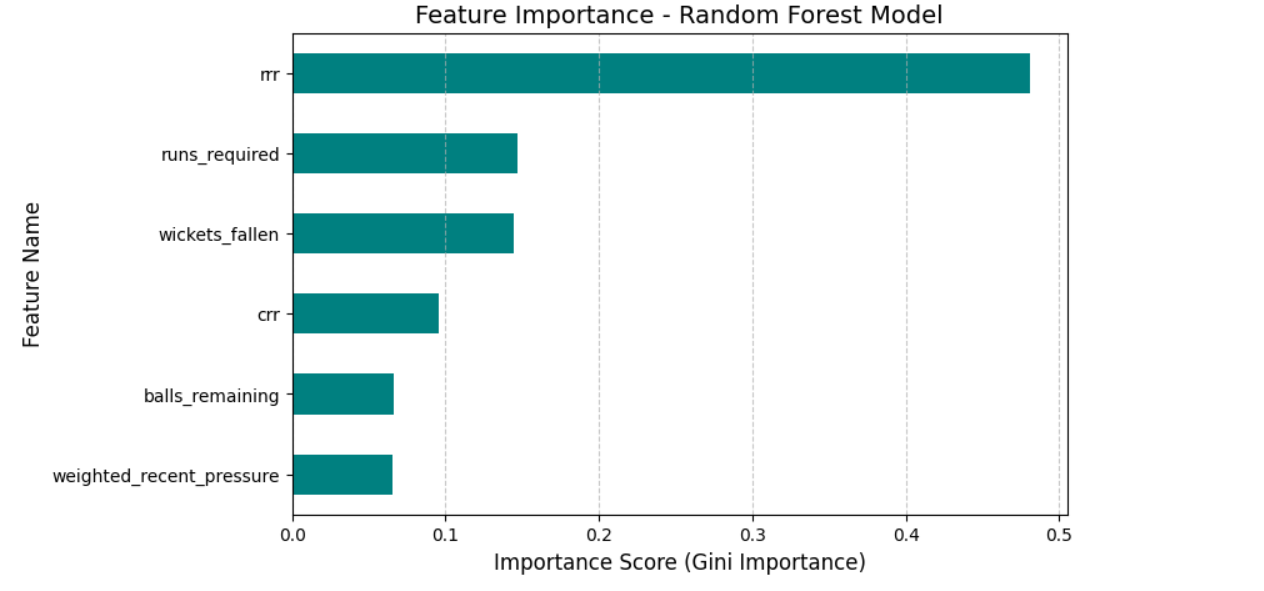 Feature Importance - Random Forest Model
Feature Name
rrr
runs_required
wickets_fallen
crr
balls_remaining
weighted_recent_pressure
0.0 0.1 0.2 0.3 0.4 0.5
Importance Score (Gini Importance)